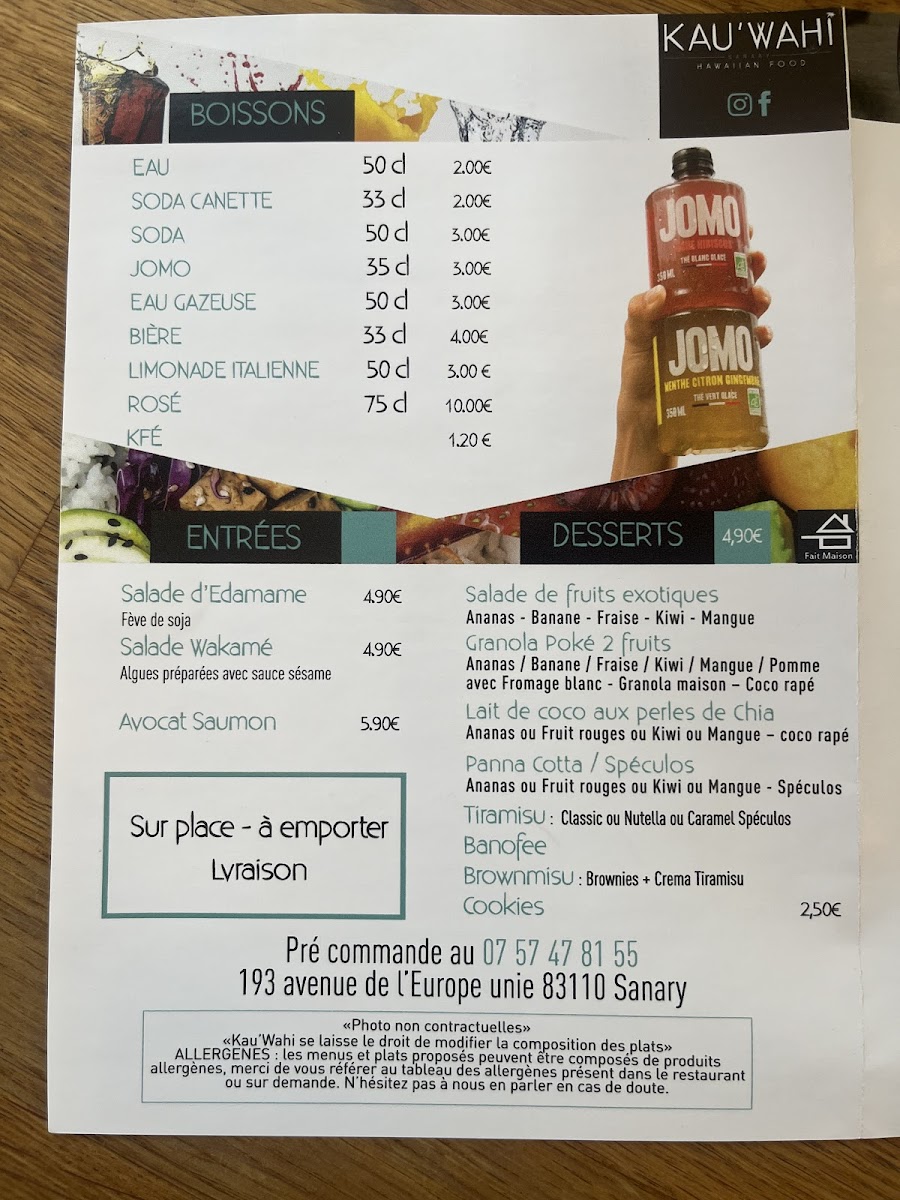 KAU'WAHI
SANARY
HAWAIIAN FOOD
BOISSONS
EAU 50 cl 2.00€
SODA CANETTE 33 cl 2.00€
SODA 50 cl 3.00€
JOMO 35 cl 3.00€
EAU GAZEUSE 50 cl 3.00€
BIÈRE 33 cl 4.00€
LIMONADE ITALIENNE 50 cl 3.00 €
ROSÉ 75 cl 10.00€
KFÉ 1.20 €
JOMO
THÉ BLANC GLACÉ
350 ML
JOMO
MENTHE CITRON GINGEMBRE
THÉ VERT GLACÉ
350 ML
ENTRÉES
Salade d'Edamame 4.90€
Fève de soja
Salade Wakamé 4.90€
Algues préparées avec sauce sésame
Avocat Saumon 5.90€
Sur place - à emporter
Lvraison
DESSERTS 4,90€
Fait Maison
Salade de fruits exotiques
Ananas - Banane - Fraise - Kiwi - Mangue
Granola Poké 2 fruits
Ananas / Banane / Fraise / Kiwi / Mangue / Pomme
avec Fromage blanc - Granola maison – Coco rapé
Lait de coco aux perles de Chia
Ananas ou Fruit rouges ou Kiwi ou Mangue – coco rapé
Panna Cotta / Spéculos
Ananas ou Fruit rouges ou Kiwi ou Mangue - Spéculos
Tiramisu : Classic ou Nutella ou Caramel Spéculos
Banofee
Brownmisu : Brownies + Crema Tiramisu
Cookies 2,50€
Pré commande au 07 57 47 81 55
193 avenue de l'Europe unie 83110 Sanary
«Photo non contractuelles»
«Kau'Wahi se laisse le droit de modifier la composition des plats»
ALLERGENES : les menus et plats proposés peuvent être composés de produits
allergènes, merci de vous référer au tableau des allergènes présent dans le restaurant
ou sur demande. N'hésitez pas à nous en parler en cas de doute.